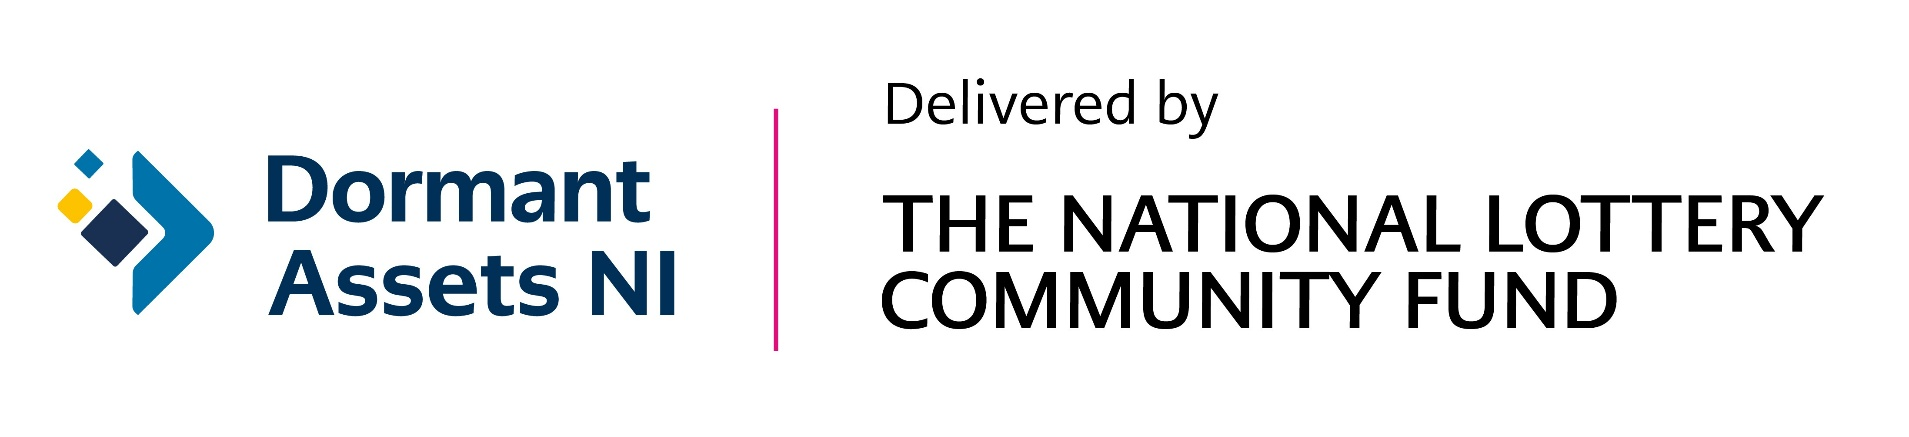 Dormant
Assets NI
Delivered by
THE NATIONAL LOTTERY
COMMUNITY FUND